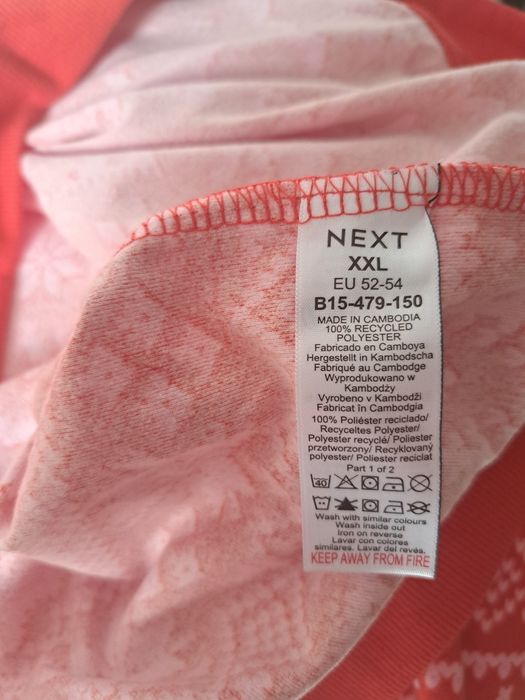 NEXT
XXL
EU 52-54
B15-479-150
MADE IN CAMBODIA
100% RECYCLED
POLYESTER
Fabricado en Camboya
Hergestellt in Kambodscha
Fabriqué au Cambodge
Wyprodukowano w
Kambodży
Vyrobeno v Kambodži
Fabricat în Cambodgia
100% Poliéster reciclado/
Recyceltes Polyester/
Polyester recyclé/ Poliester
przetworzony/ Recyklovaný
polyester/ Poliester reciclat
Part 1 of 2
40
Wash with similar colours
Wash inside out
Iron on reverse
Lavar con colores
similares. Lavar del revés.
KEEP AWAY FROM FIRE